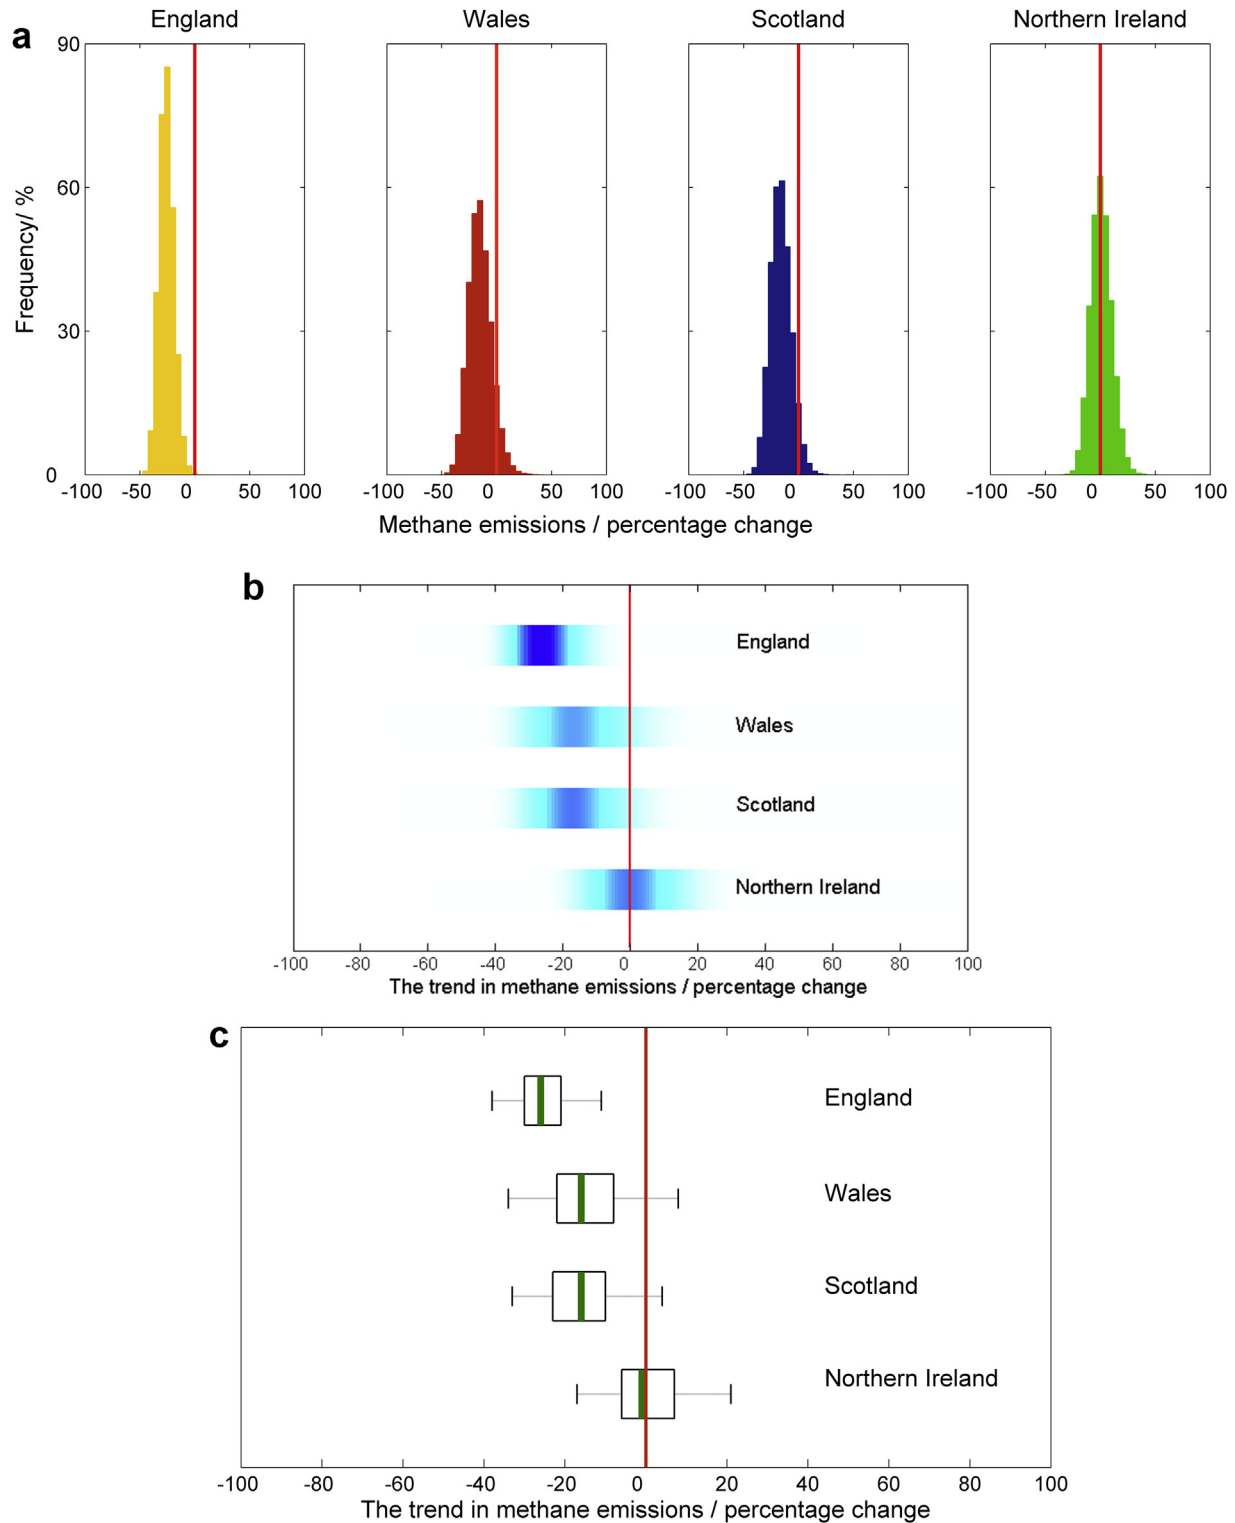 England Wales Scotland Northern Ireland
a
90
60
30
0
Frequency/ %
-100 -50 0 50 100 -100 -50 0 50 100 -100 -50 0 50 100 -100 -50 0 50 100
Methane emissions / percentage change
b
England
Wales
Scotland
Northern Ireland
-100 -80 -60 -40 -20 0 20 40 60 80 100
The trend in methane emissions / percentage change
c
England
Wales
Scotland
Northern Ireland
-100 -80 -60 -40 -20 0 20 40 60 80 100
The trend in methane emissions / percentage change